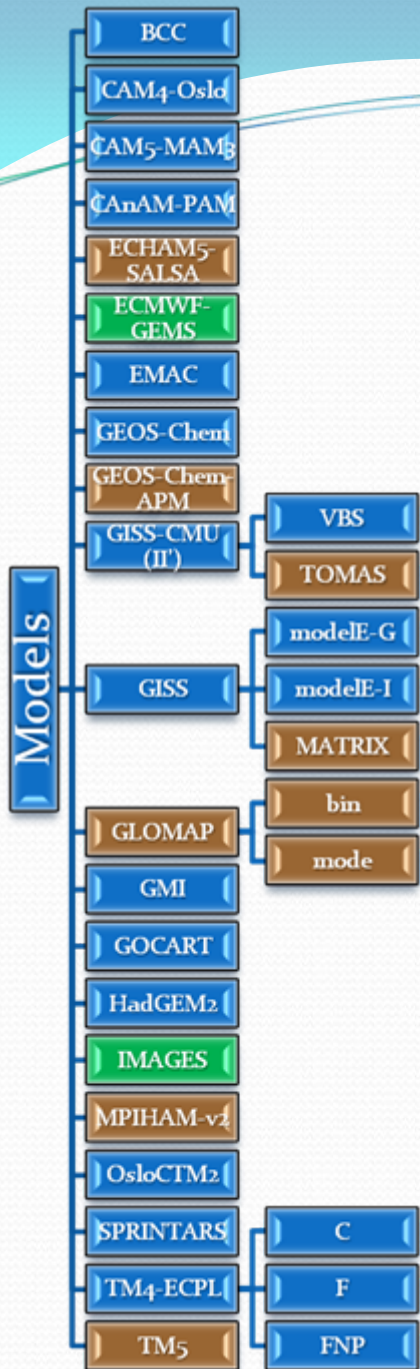 Models
BCC
CAM4-Oslo
CAM5-MAM3
CAnAM-PAM
ECHAM5-
SALSA
ECMWF-
GEMS
EMAC
GEOS-Chem
GEOS-Chem-
APM
GISS-CMU
(II')
VBS
TOMAS
GISS
modelE-G
modelE-I
MATRIX
GLOMAP
bin
mode
GMI
GOCART
HadGEM2
IMAGES
MPIHAM-v2
OsloCTM2
SPRINTARS
TM4-ECPL
C
F
FNP
TM5